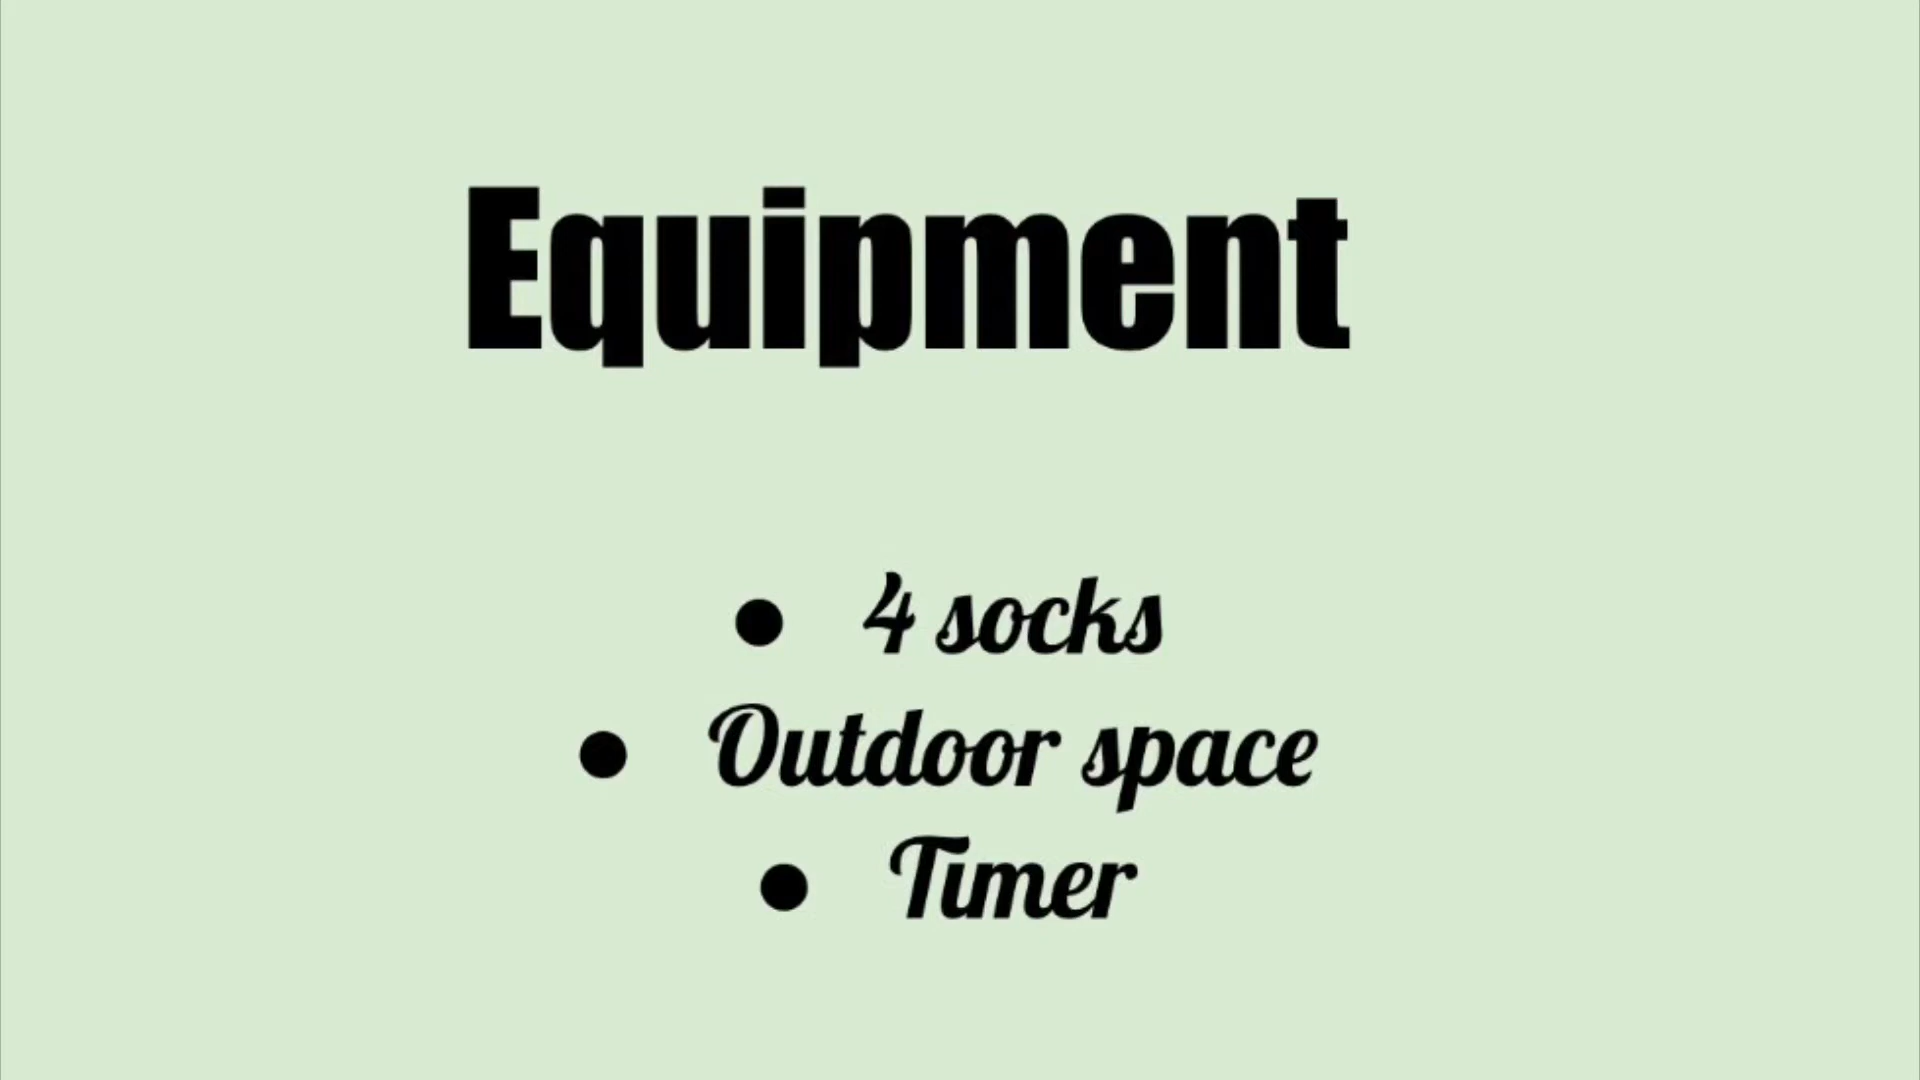 Equipment
● 4 socks
● Outdoor space
● Timer